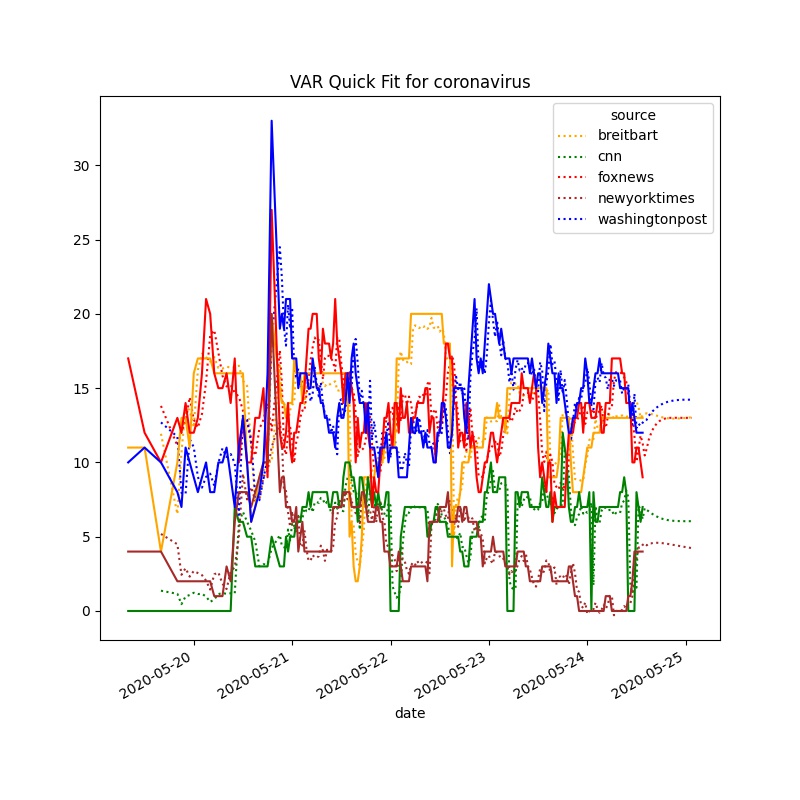 VAR Quick Fit for coronavirus
source
breitbart
cnn
foxnews
newyorktimes
washingtonpost
30
25
20
15
10
5
0
2020-05-20
2020-05-21
2020-05-22
2020-05-23
2020-05-24
2020-05-25
date